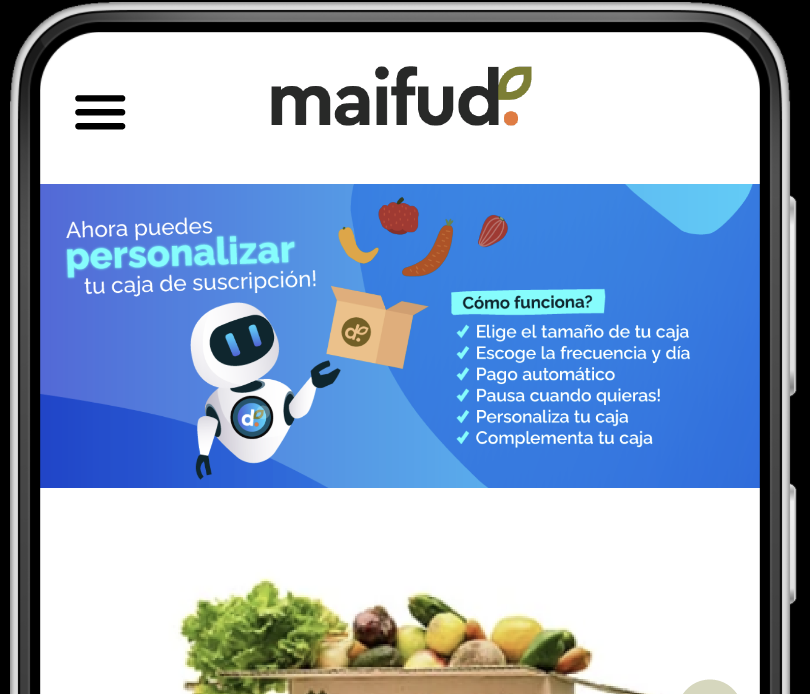 maifud.
Ahora puedes
personalizar
tu caja de suscripción!
Cómo funciona?
Elige el tamaño de tu caja
Escoge la frecuencia y día
Pago automático
Pausa cuando quieras!
Personaliza tu caja
Complementa tu caja
d.
d.